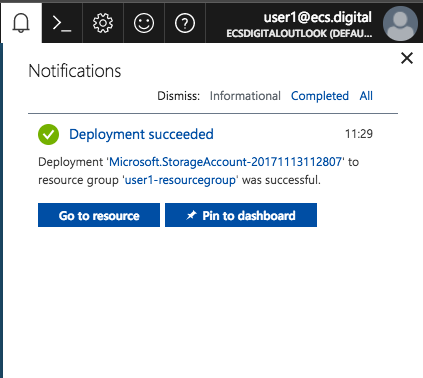 user1@ecs.digital
ECSDIGITALOUTLOOK (DEFAU...
Notifications
Dismiss: Informational Completed All
Deployment succeeded 11:29
Deployment 'Microsoft.StorageAccount-20171113112807' to
resource group 'user1-resourcegroup' was successful.
Go to resource Pin to dashboard